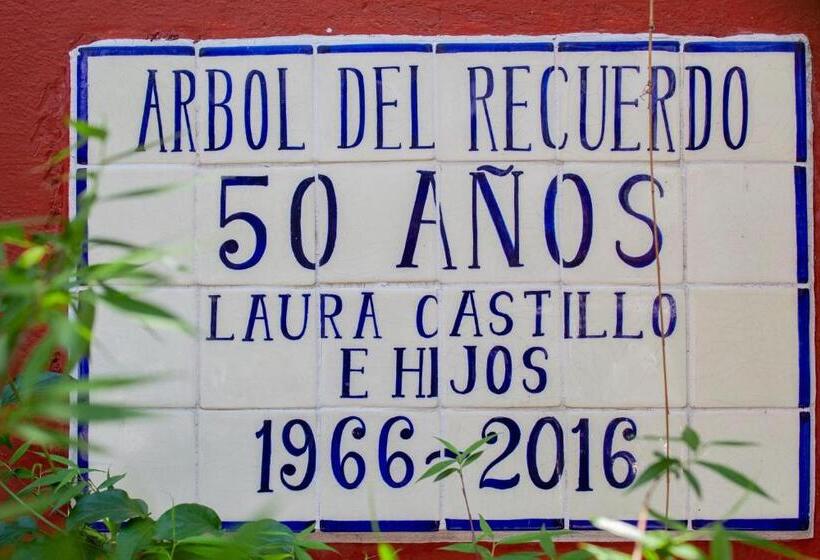 ARBOL DEL RECUERDO
50 AÑOS
LAURA CASTILLO
E HIJOS
1966-2016